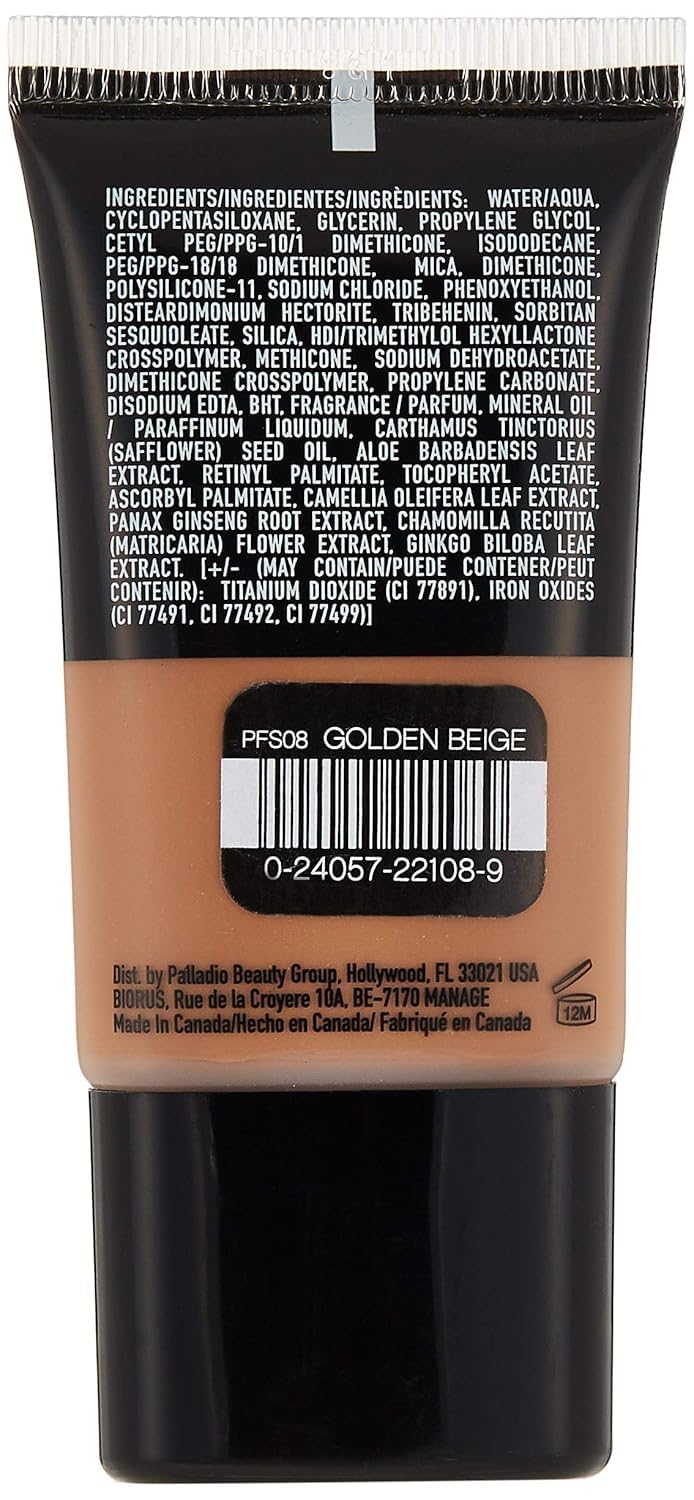 INGREDIENTS/INGREDIENTES/INGRÈDIENTS: WATER/AQUA,
CYCLOPENTASILOXANE, GLYCERIN, PROPYLENE GLYCOL,
CETYL PEG/PPG-10/1 DIMETHICONE, ISODODECANE,
PEG/PPG-18/18 DIMETHICONE, MICA, DIMETHICONE,
POLYSILICONE-11, SODIUM CHLORIDE, PHENOXYETHANOL,
DISTEARDIMONIUM HECTORITE, TRIBEHENIN, SORBITAN
SESQUIOLEATE, SILICA, HDI/TRIMETHYLOL HEXYLLACTONE
CROSSPOLYMER, METHICONE, SODIUM DEHYDROACETATE,
DIMETHICONE CROSSPOLYMER, PROPYLENE CARBONATE,
DISODIUM EDTA, BHT, FRAGRANCE / PARFUM, MINERAL OIL
/ PARAFFINUM LIQUIDUM, CARTHAMUS TINCTORIUS
(SAFFLOWER) SEED OIL, ALOE BARBADENSIS LEAF
EXTRACT, RETINYL PALMITATE, TOCOPHERYL ACETATE,
ASCORBYL PALMITATE, CAMELLIA OLEIFERA LEAF EXTRACT,
PANAX GINSENG ROOT EXTRACT, CHAMOMILLA RECUTITA
(MATRICARIA) FLOWER EXTRACT, GINKGO BILOBA LEAF
EXTRACT, [+/- (MAY CONTAIN/PUEDE CONTENER/PEUT
CONTENIR): TITANIUM DIOXIDE (CI 77891), IRON OXIDES
(CI 77491, CI 77492, CI 77499)]
PFS08 GOLDEN BEIGE
0-24057-22108-9
Dist. by Palladio Beauty Group, Hollywood, FL 33021 USA
BIORUS, Rue de la Croyere 10A, BE-7170 MANAGE
Made In Canada/Hecho en Canada/ Fabriqué en Canada
12M